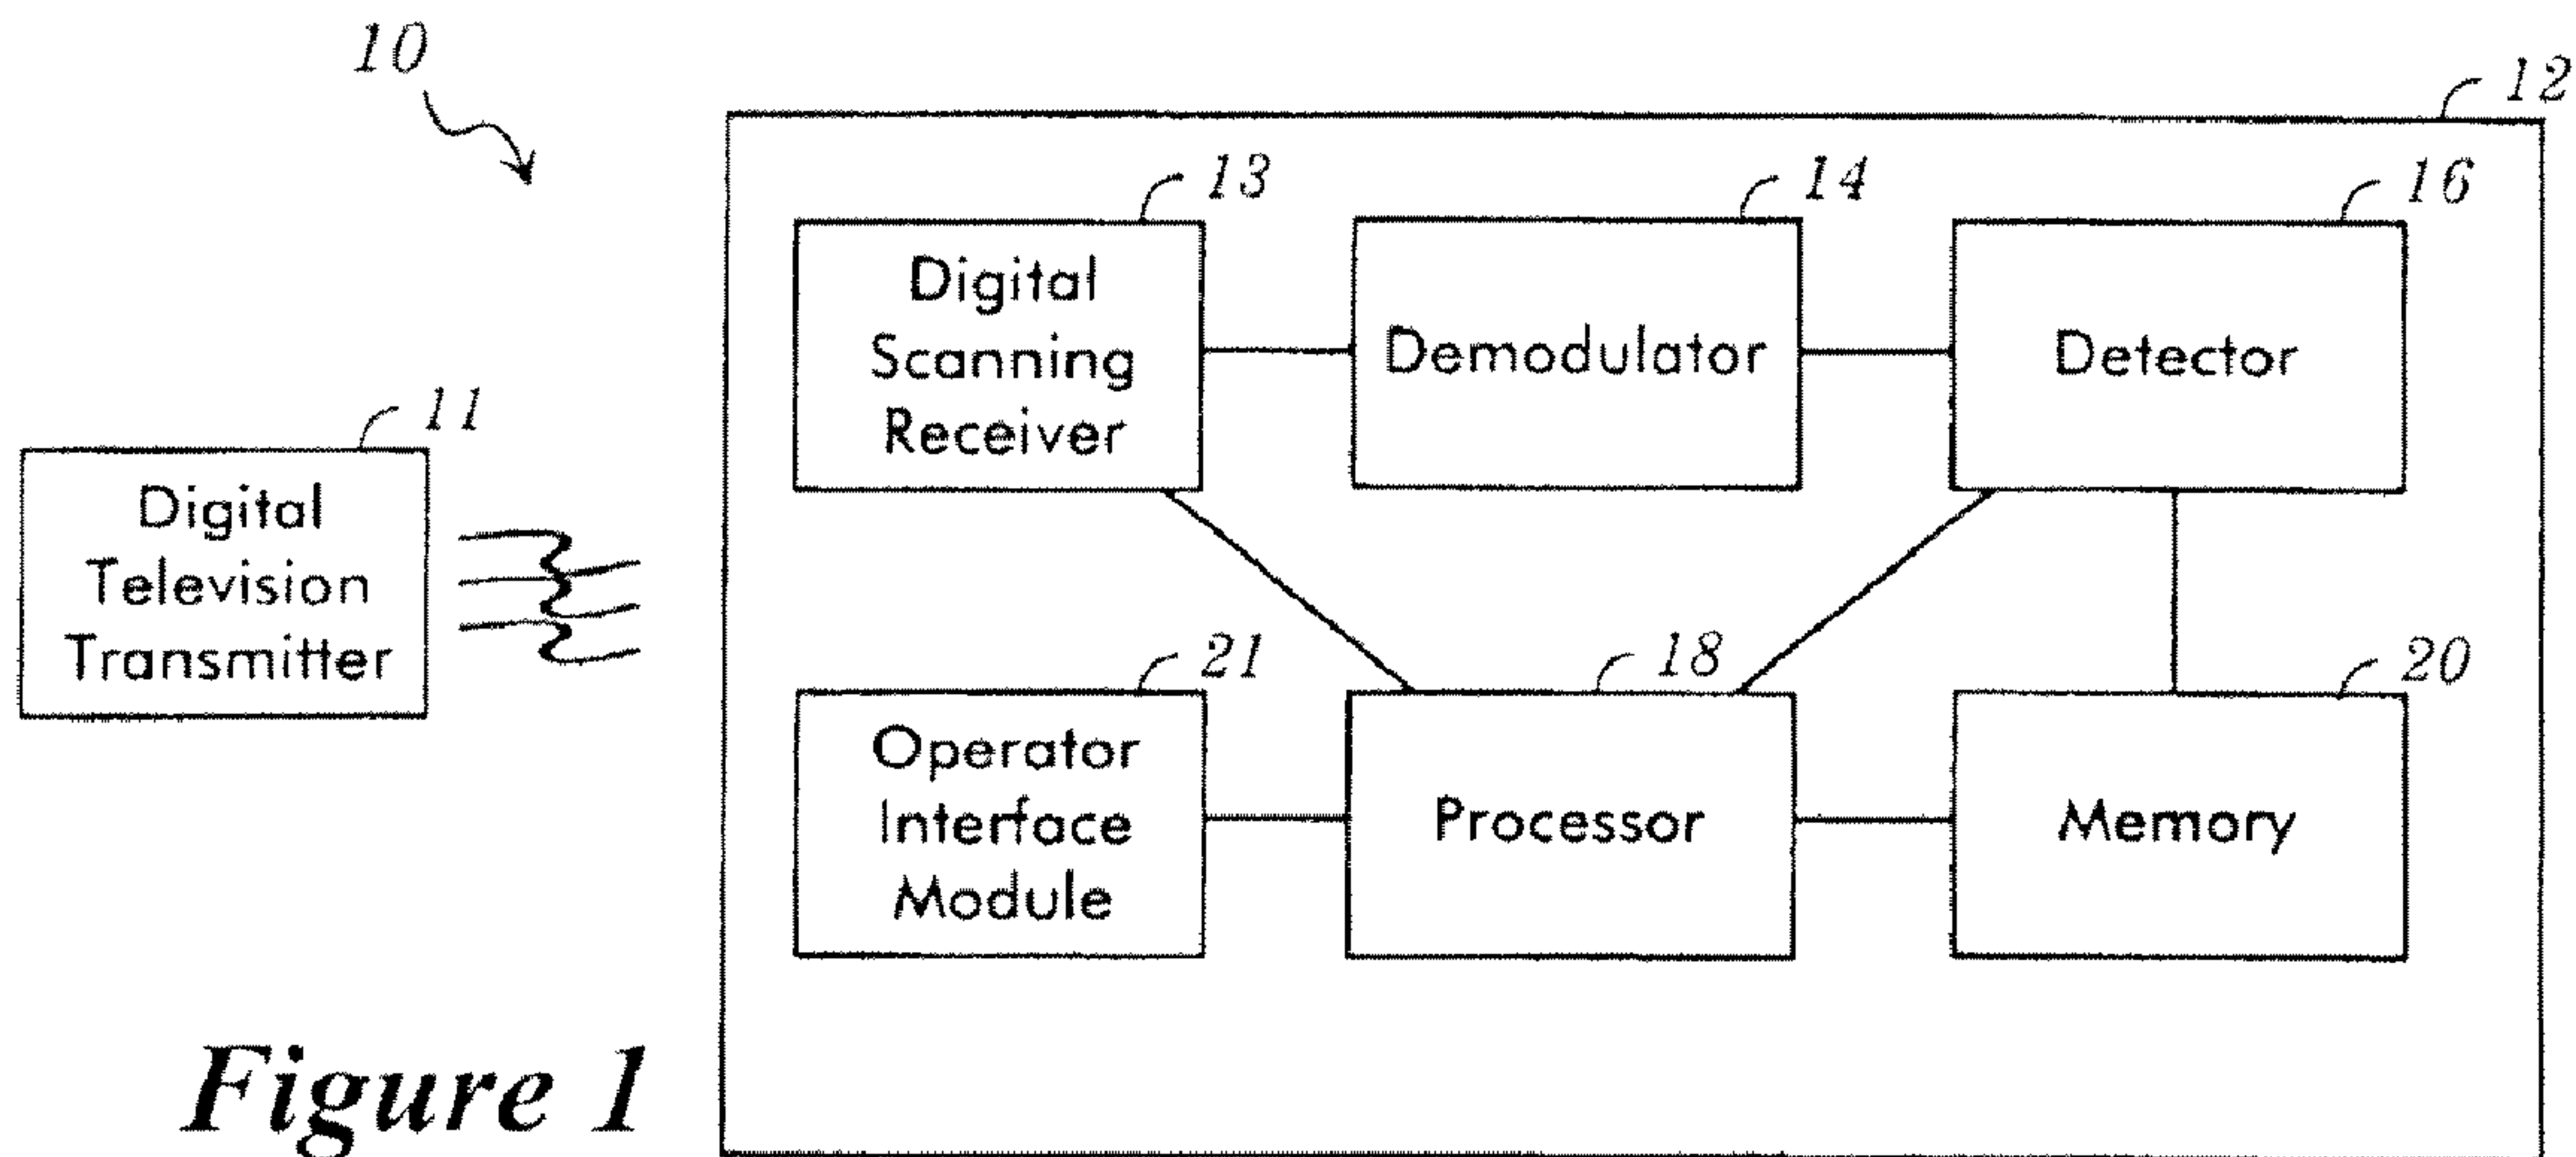 10
12
13
Digital
Scanning
Receiver
14
Demodulator
16
Detector
11
Digital
Television
Transmitter
21
Operator
Interface
Module
18
Processor
20
Memory
Figure 1